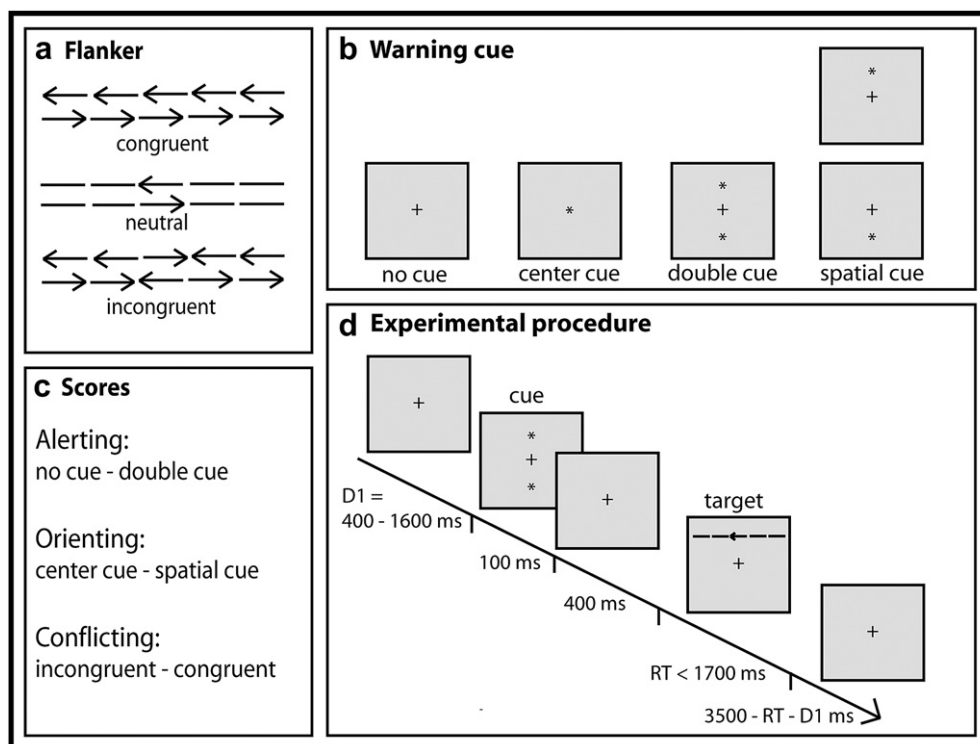 a Flanker
congruent
neutral
incongruent
b Warning cue
*
+
+
*
*
+
*
+
*
no cue
center cue
double cue
spatial cue
c Scores
Alerting:
no cue - double cue
Orienting:
center cue - spatial cue
Conflicting:
incongruent - congruent
d Experimental procedure
+
cue
*
+
*
+
target
+
+
D1 =
400 - 1600 ms
100 ms
400 ms
RT < 1700 ms
3500 - RT - D1 ms